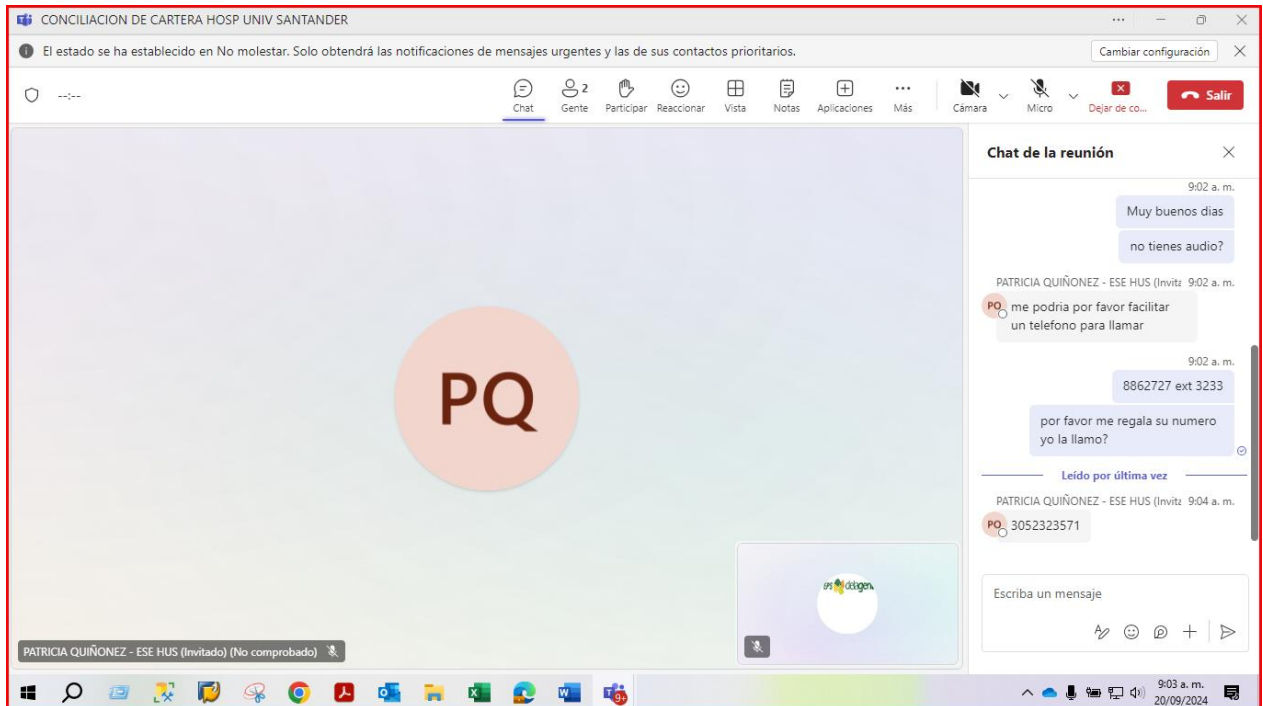 CONCILIACION DE CARTERA HOSP UNIV SANTANDER
El estado se ha establecido en No molestar. Solo obtendrá las notificaciones de mensajes urgentes y las de sus contactos prioritarios.
Cambiar configuración
--:--
Chat
2
Gente
Participar
Reaccionar
Vista
Notas
Aplicaciones
Más
Cámara
Micro
Dejar de co...
Salir
Chat de la reunión
9:02 a. m.
Muy buenos dias
no tienes audio?
PATRICIA QUIÑONEZ - ESE HUS (Invita 9:02 a. m.
PQ
me podria por favor facilitar
un telefono para llamar
9:02 a. m.
8862727 ext 3233
por favor me regala su numero
yo la llamo?
Leído por última vez
PATRICIA QUIÑONEZ - ESE HUS (Invita 9:04 a. m.
PQ
3052323571
Escriba un mensaje
PQ
PATRICIA QUIÑONEZ - ESE HUS (Invitado) (No comprobado)
9+
9:03 a. m.
20/09/2024